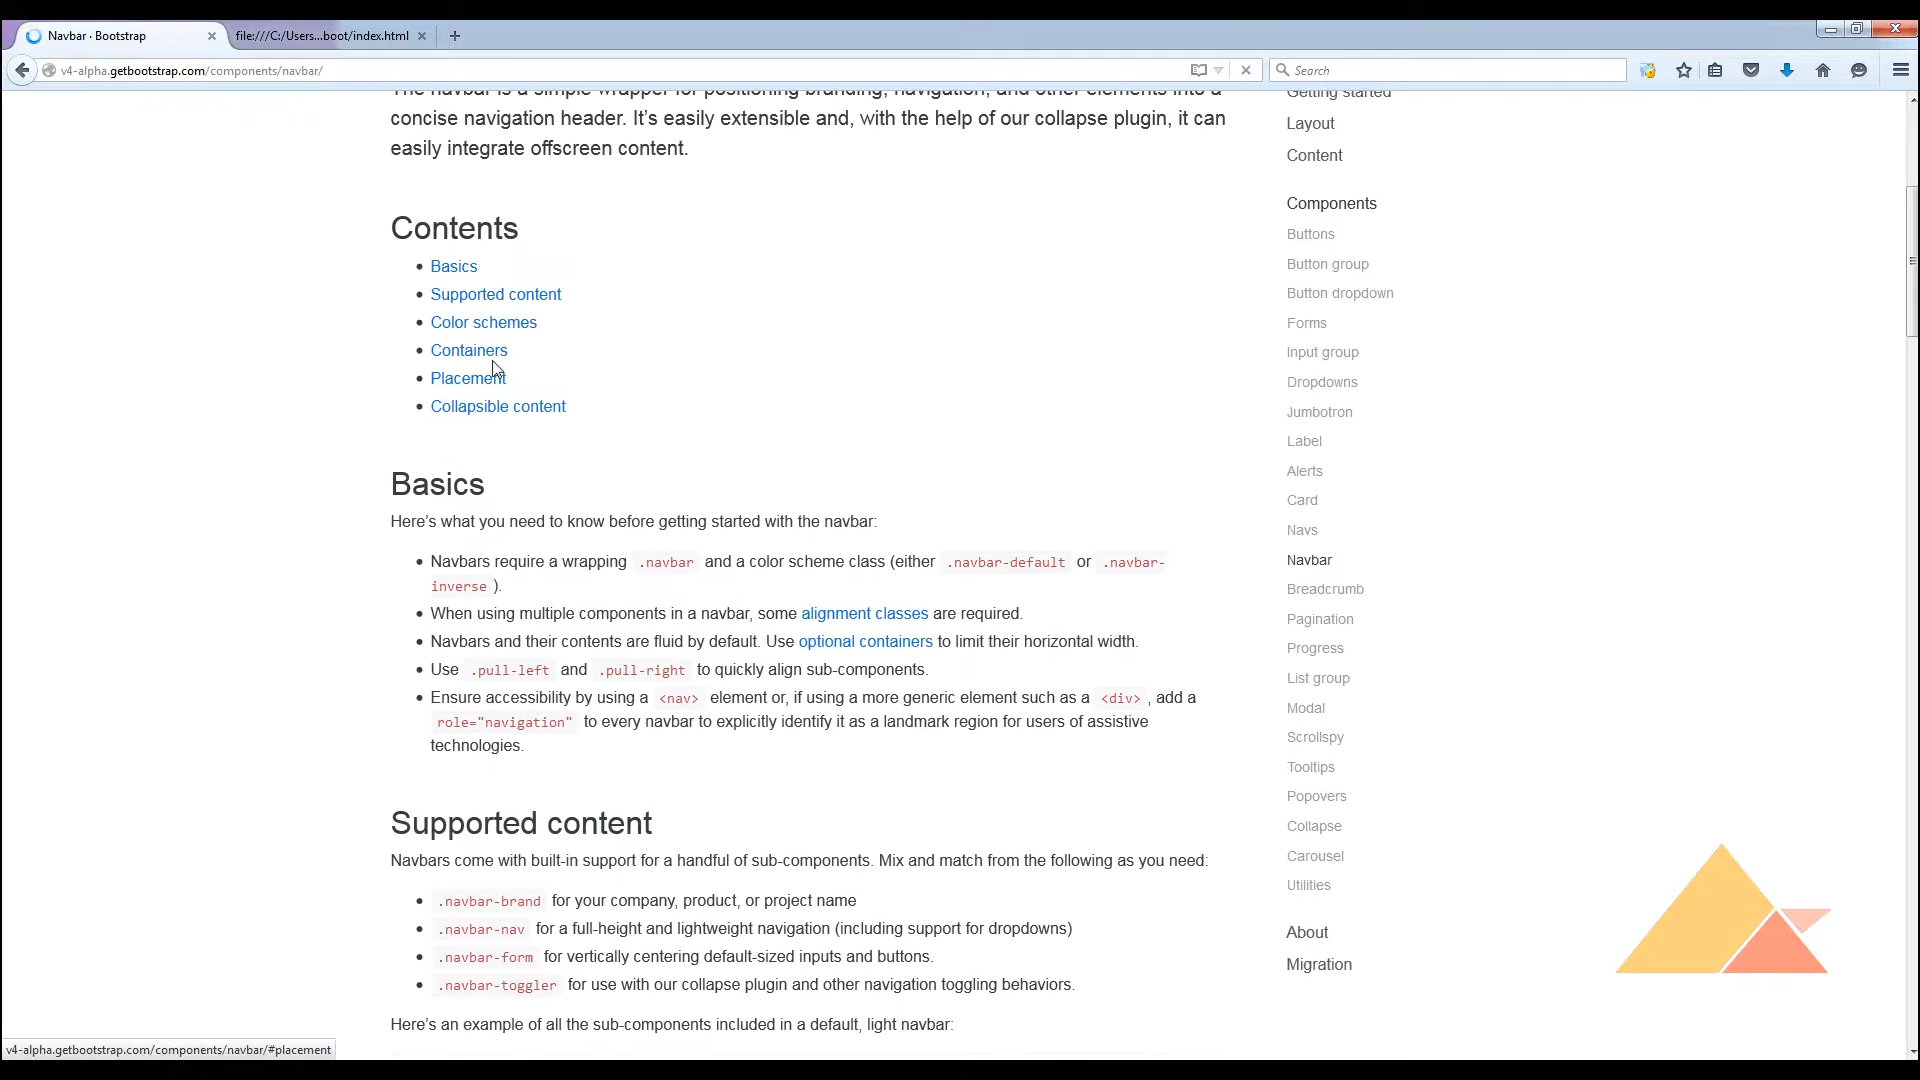 Navbar · Bootstrap
file:///C:/Users...boot/index.html
v4-alpha.getbootstrap.com/components/navbar/
Search
The navbar is a simple wrapper for positioning branding, navigation, and other elements into a
concise navigation header. It’s easily extensible and, with the help of our collapse plugin, it can
easily integrate offscreen content.
Contents
Basics
Supported content
Color schemes
Containers
Placement
Collapsible content
Basics
Here’s what you need to know before getting started with the navbar:
Navbars require a wrapping .navbar and a color scheme class (either .navbar-default or .navbar-
inverse ).
When using multiple components in a navbar, some alignment classes are required.
Navbars and their contents are fluid by default. Use optional containers to limit their horizontal width.
Use .pull-left and .pull-right to quickly align sub-components.
Ensure accessibility by using a <nav> element or, if using a more generic element such as a <div> , add a
role="navigation" to every navbar to explicitly identify it as a landmark region for users of assistive
technologies.
Supported content
Navbars come with built-in support for a handful of sub-components. Mix and match from the following as you need:
.navbar-brand for your company, product, or project name
.navbar-nav for a full-height and lightweight navigation (including support for dropdowns)
.navbar-form for vertically centering default-sized inputs and buttons.
.navbar-toggler for use with our collapse plugin and other navigation toggling behaviors.
Here’s an example of all the sub-components included in a default, light navbar:
Getting started
Layout
Content
Components
Buttons
Button group
Button dropdown
Forms
Input group
Dropdowns
Jumbotron
Label
Alerts
Card
Navs
Navbar
Breadcrumb
Pagination
Progress
List group
Modal
Scrollspy
Tooltips
Popovers
Collapse
Carousel
Utilities
About
Migration
v4-alpha.getbootstrap.com/components/navbar/#placement